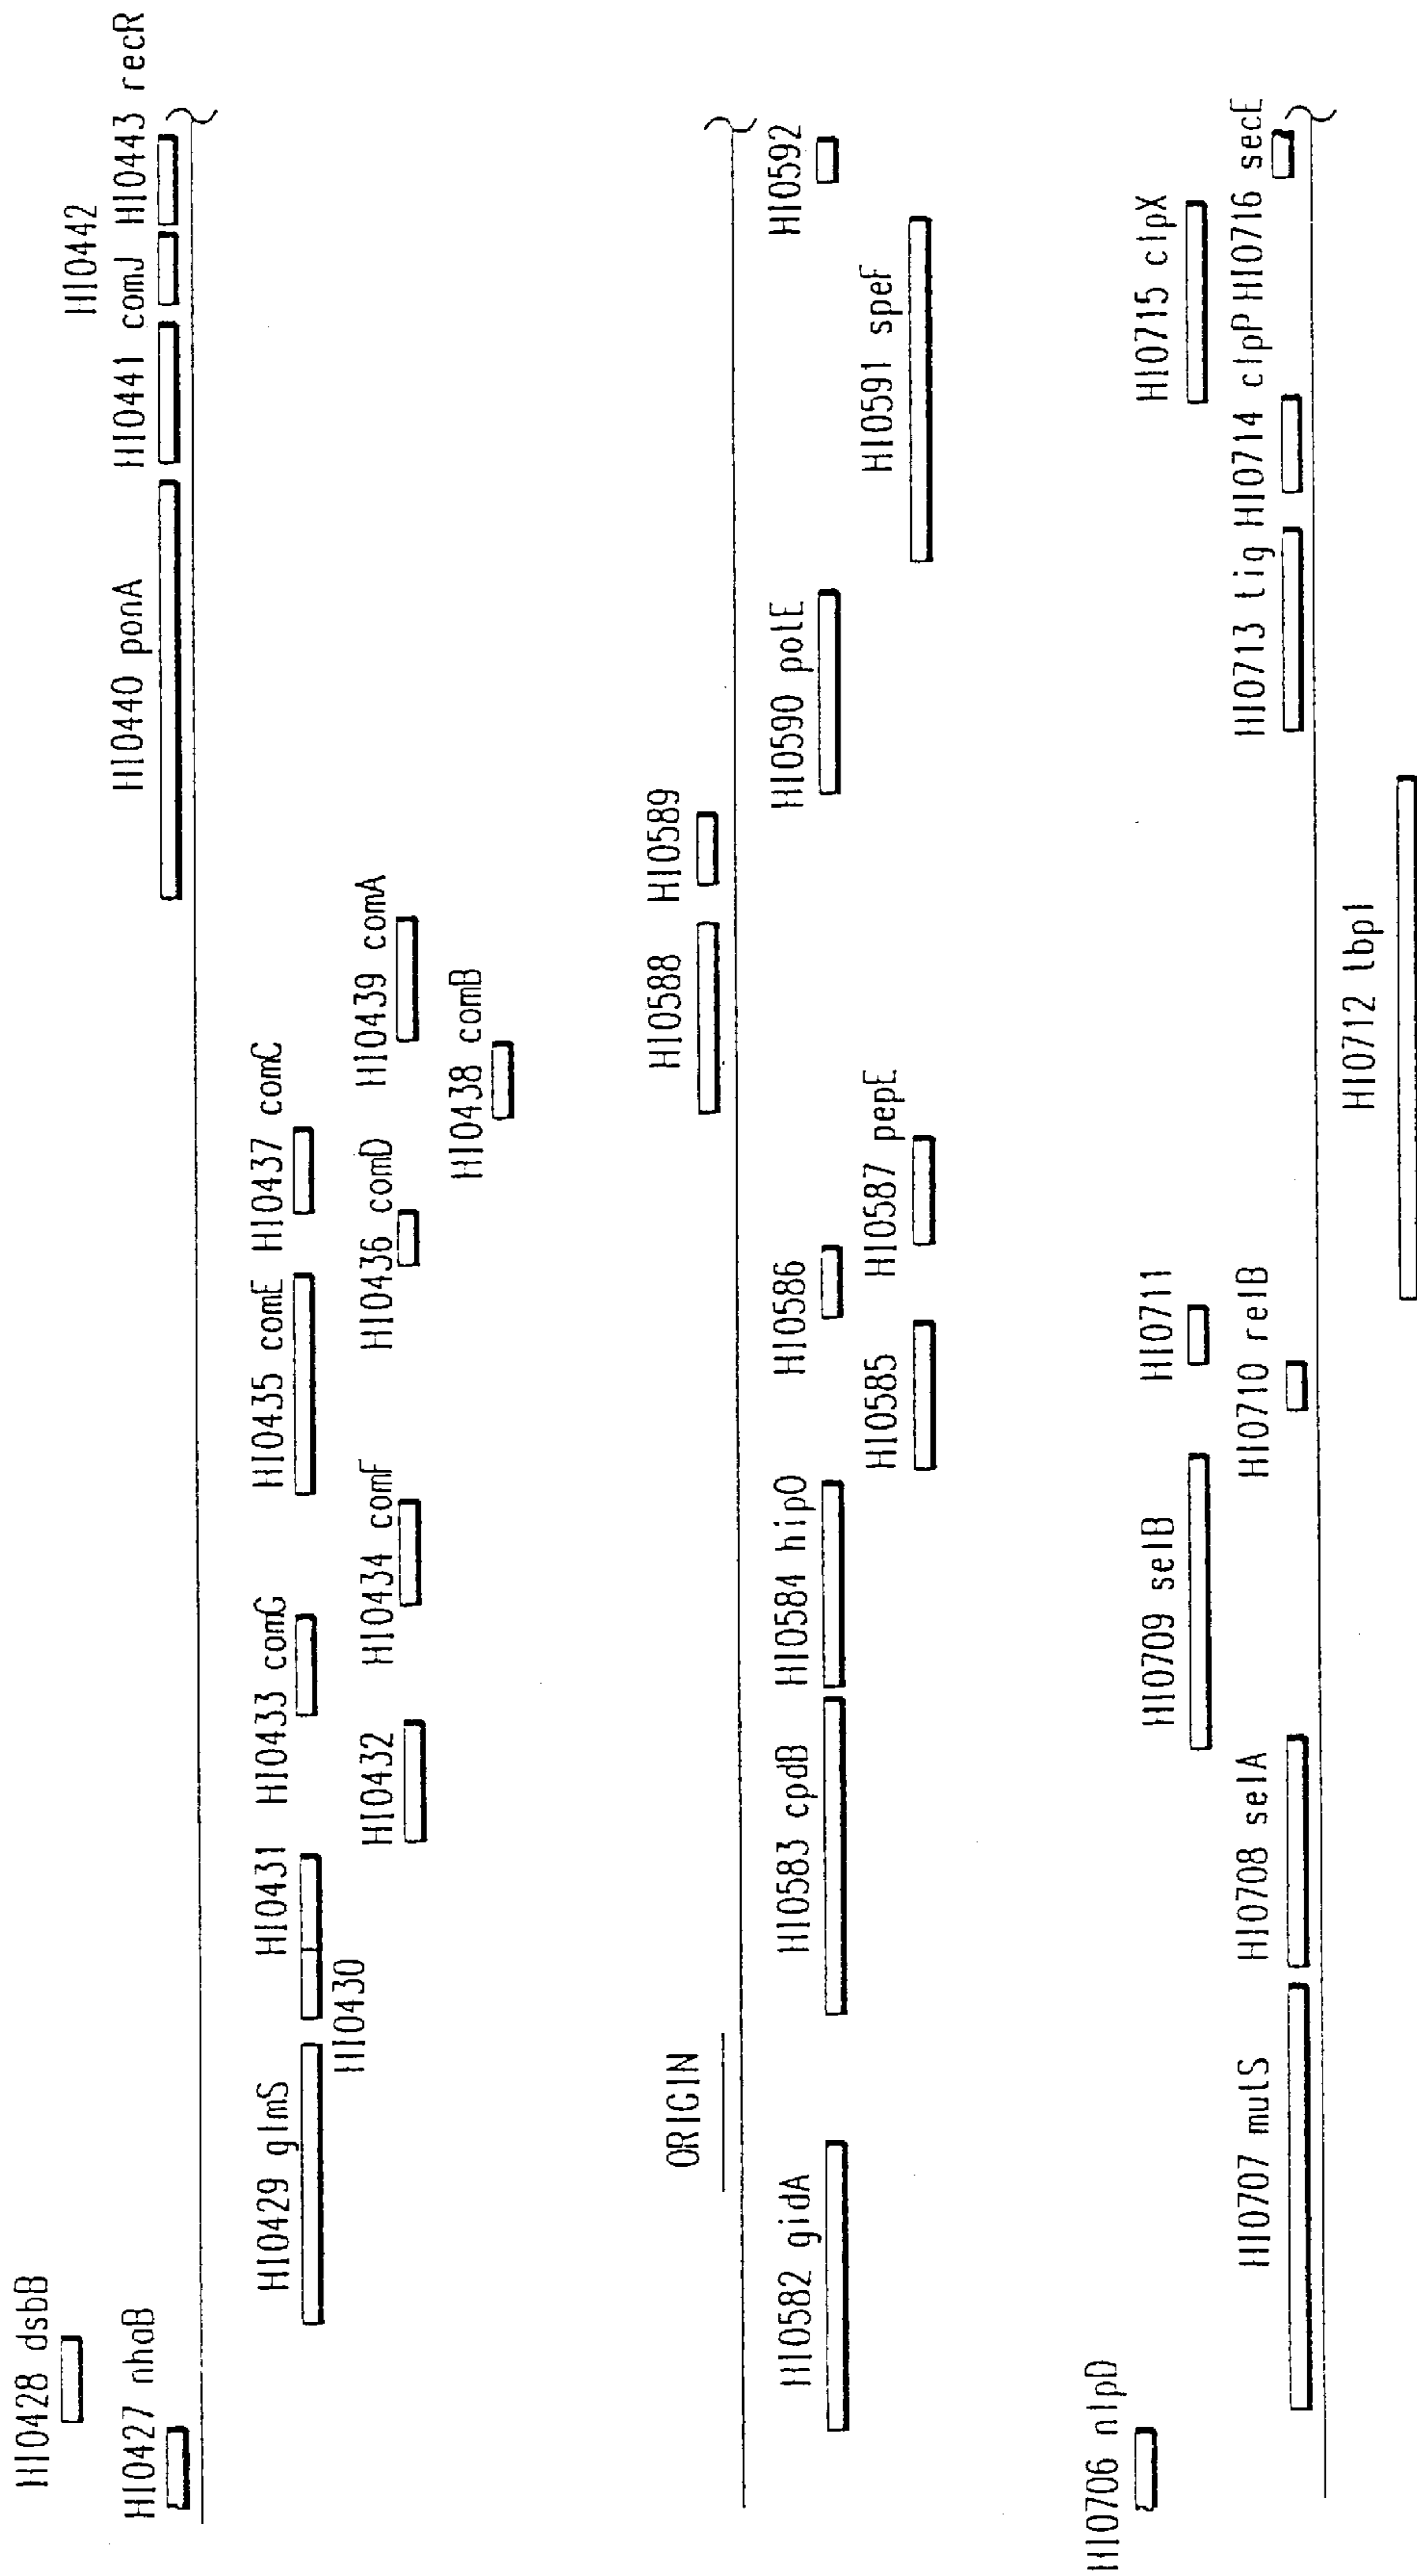 HI0428 dsbB
HI0427 nhaB
HI0440 ponA
HI0441 comJ
HI0442
HI0443 recR
HI0429 glmS
HI0430
HI0431
HI0432
HI0433 comG
HI0434 comF
HI0435 comE
HI0436 comD
HI0437 comC
HI0438 comB
HI0439 comA
ORIGIN
HI0588
HI0589
HI0582 gidA
HI0583 cpdB
HI0584 hipO
HI0585
HI0586
HI0587 pepE
HI0590 potE
HI0591 speF
HI0592
HI0706 nlpD
HI0709 selB
HI0711
HI0715 clpX
HI0707 mutS
HI0708 selA
HI0710 relB
HI0713 tig
HI0714 clpP
HI0716 secE
HI0712 tbp1